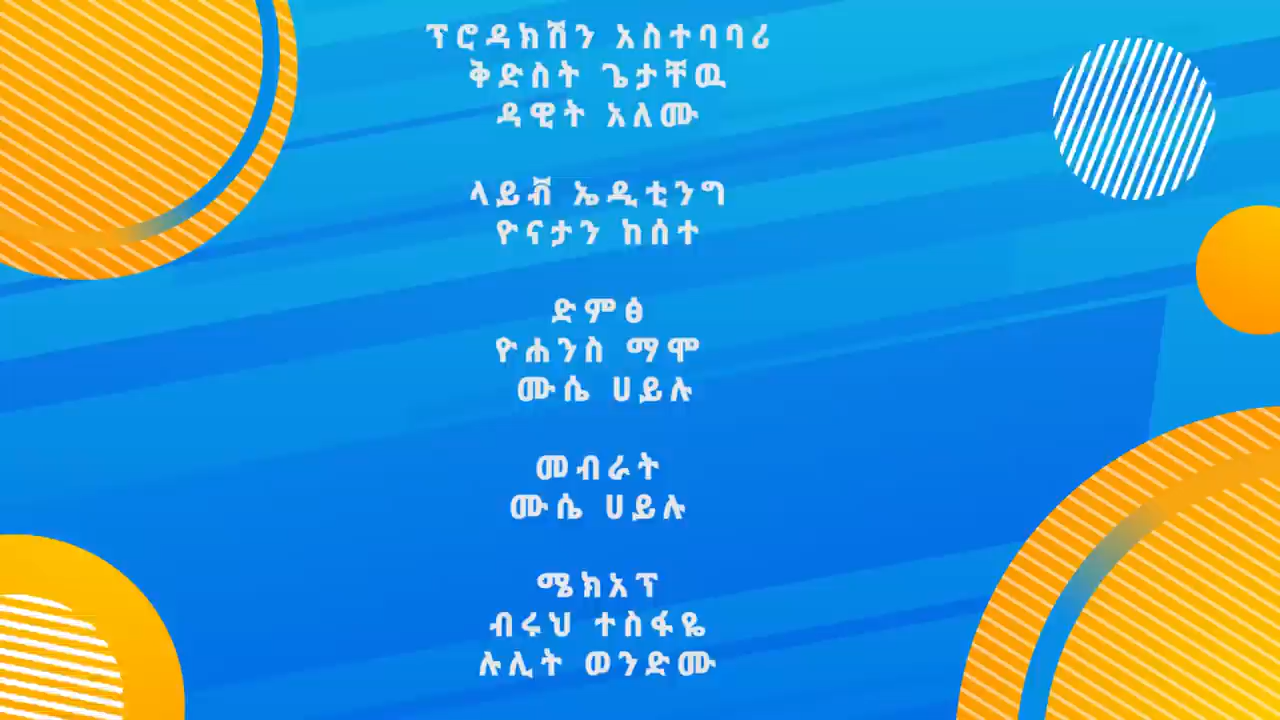 ፕሮዳክሽን አስተባባሪ
ቅድስት ጌታቸዉ
ዳዊት አለሙ
ላይቭ ኤዲቲንግ
ዮናታን ከሰተ
ድምፅ
ዮሐንስ ማሞ
ሙሴ ሀይሉ
መብራት
ሙሴ ሀይሉ
ሜክአፕ
ብሩህ ተስፋዬ
ሉሊት ወንድሙ